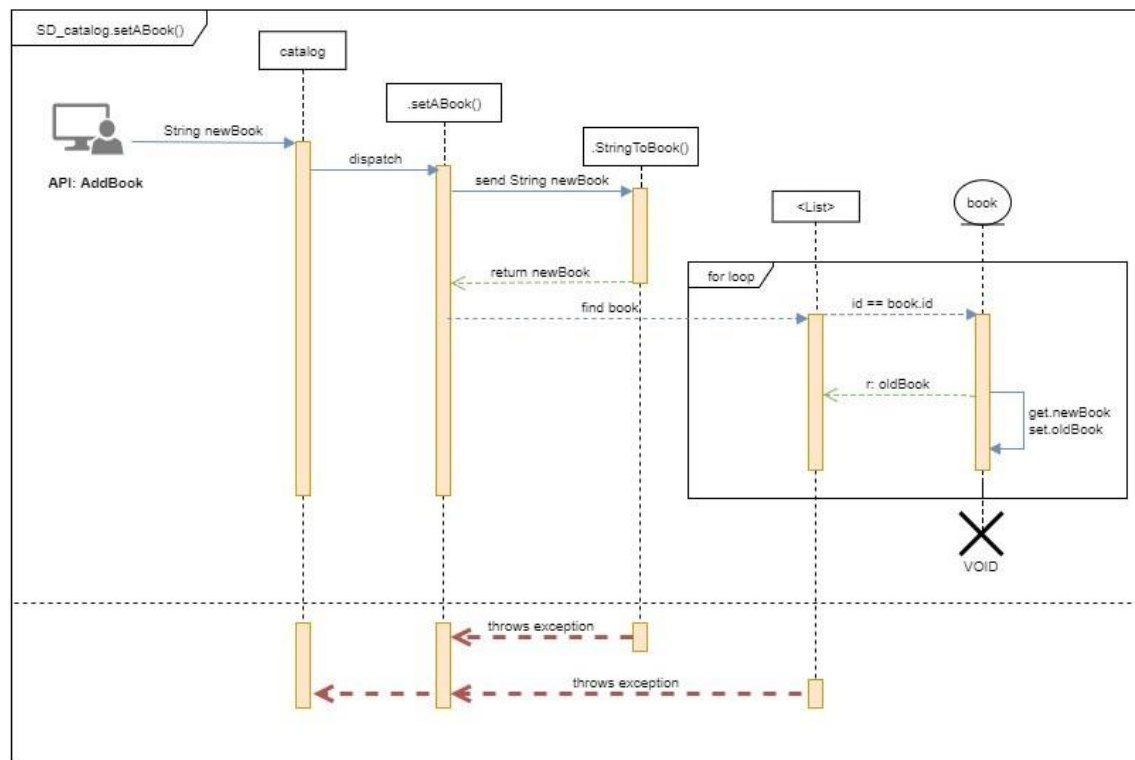 SD_catalog.setABook()
catalog
.setABook()
String newBook
.StringToBook()
dispatch
API: AddBook
send String newBook
<List>
book
return newBook
for loop
find book
id == book.id
r: oldBook
get.newBook
set.oldBook
VOID
throws exception
throws exception